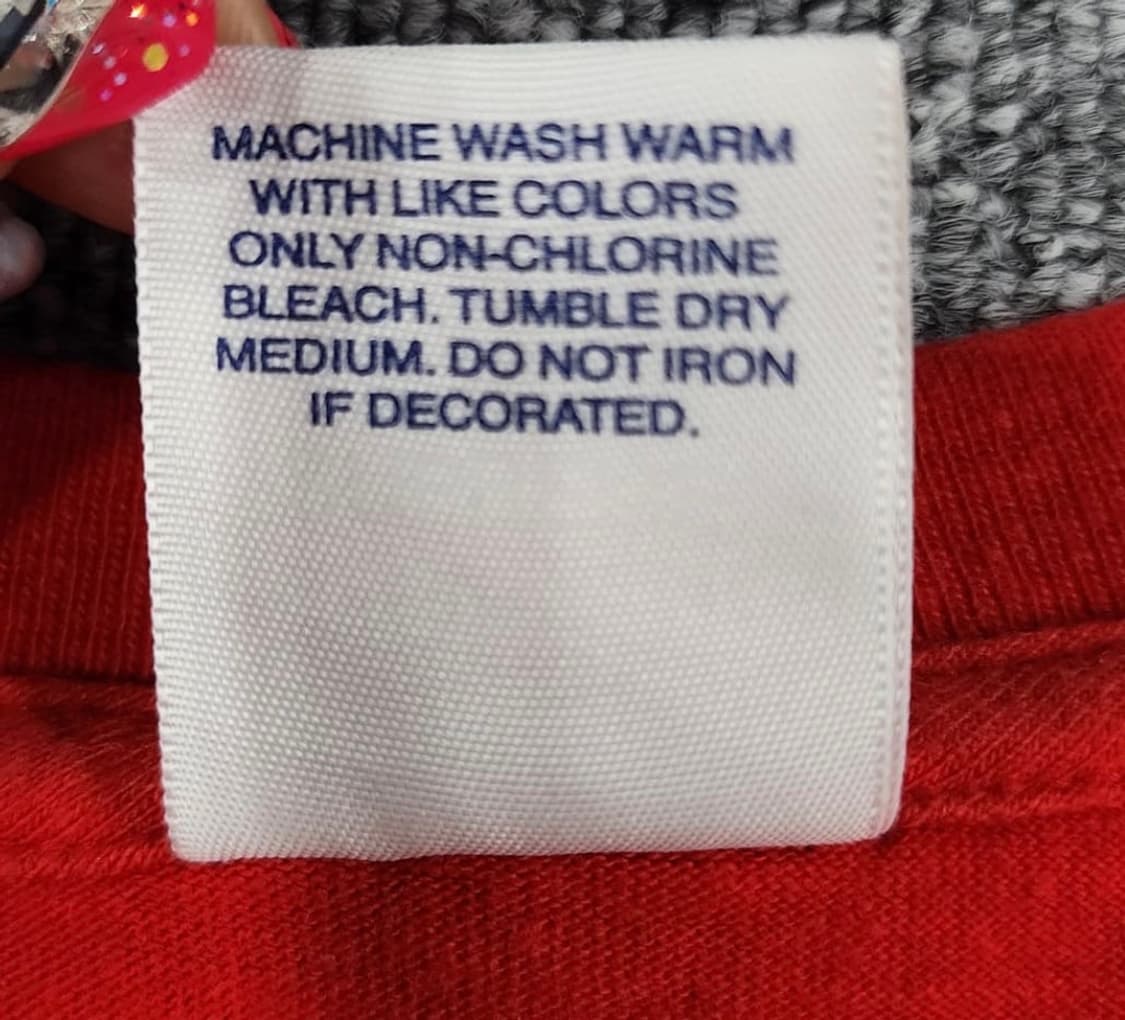 MACHINE WASH WARM
WITH LIKE COLORS
ONLY NON-CHLORINE
BLEACH. TUMBLE DRY
MEDIUM. DO NOT IRON
IF DECORATED.